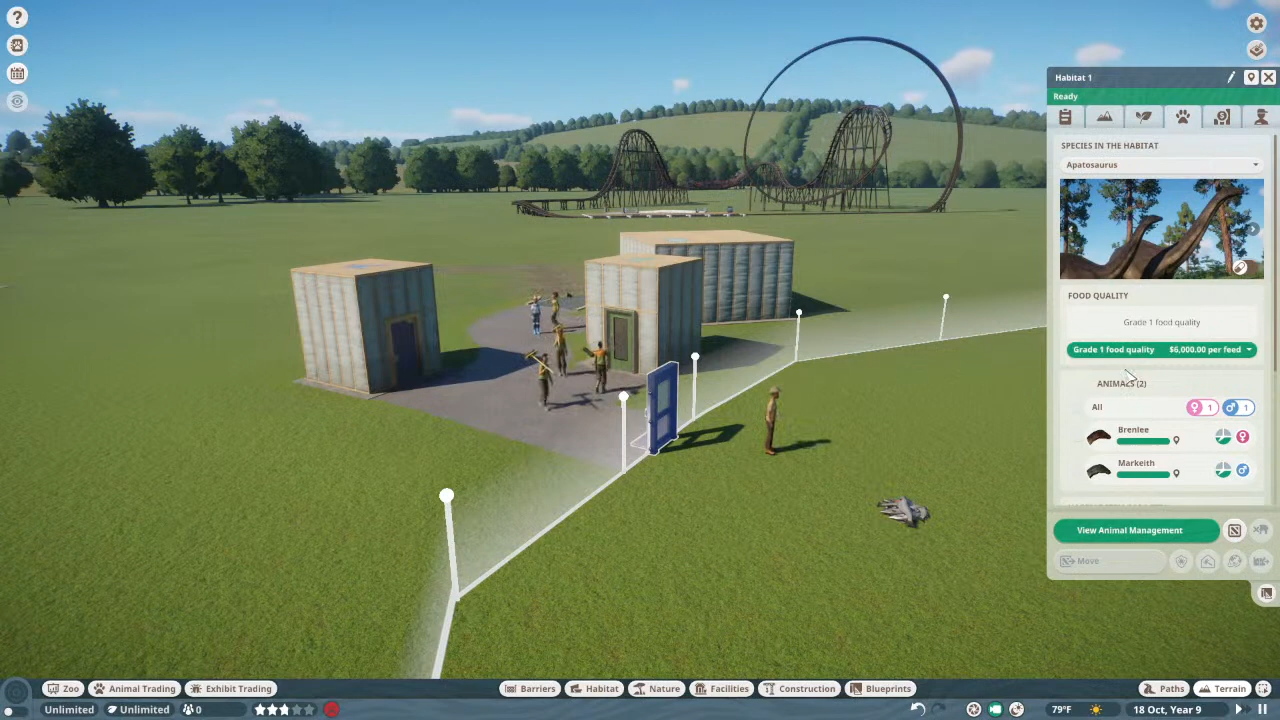 ?
Habitat 1
Ready
SPECIES IN THE HABITAT
Apatosaurus
FOOD QUALITY
Grade 1 food quality
Grade 1 food quality $6,000.00 per feed
ANIMALS (2)
All 1 1
Brenlee
Markeith
View Animal Management
Move
Zoo Animal Trading Exhibit Trading Barriers Habitat Nature Facilities Construction Blueprints Paths Terrain
Unlimited Unlimited 0 79°F 18 Oct, Year 9